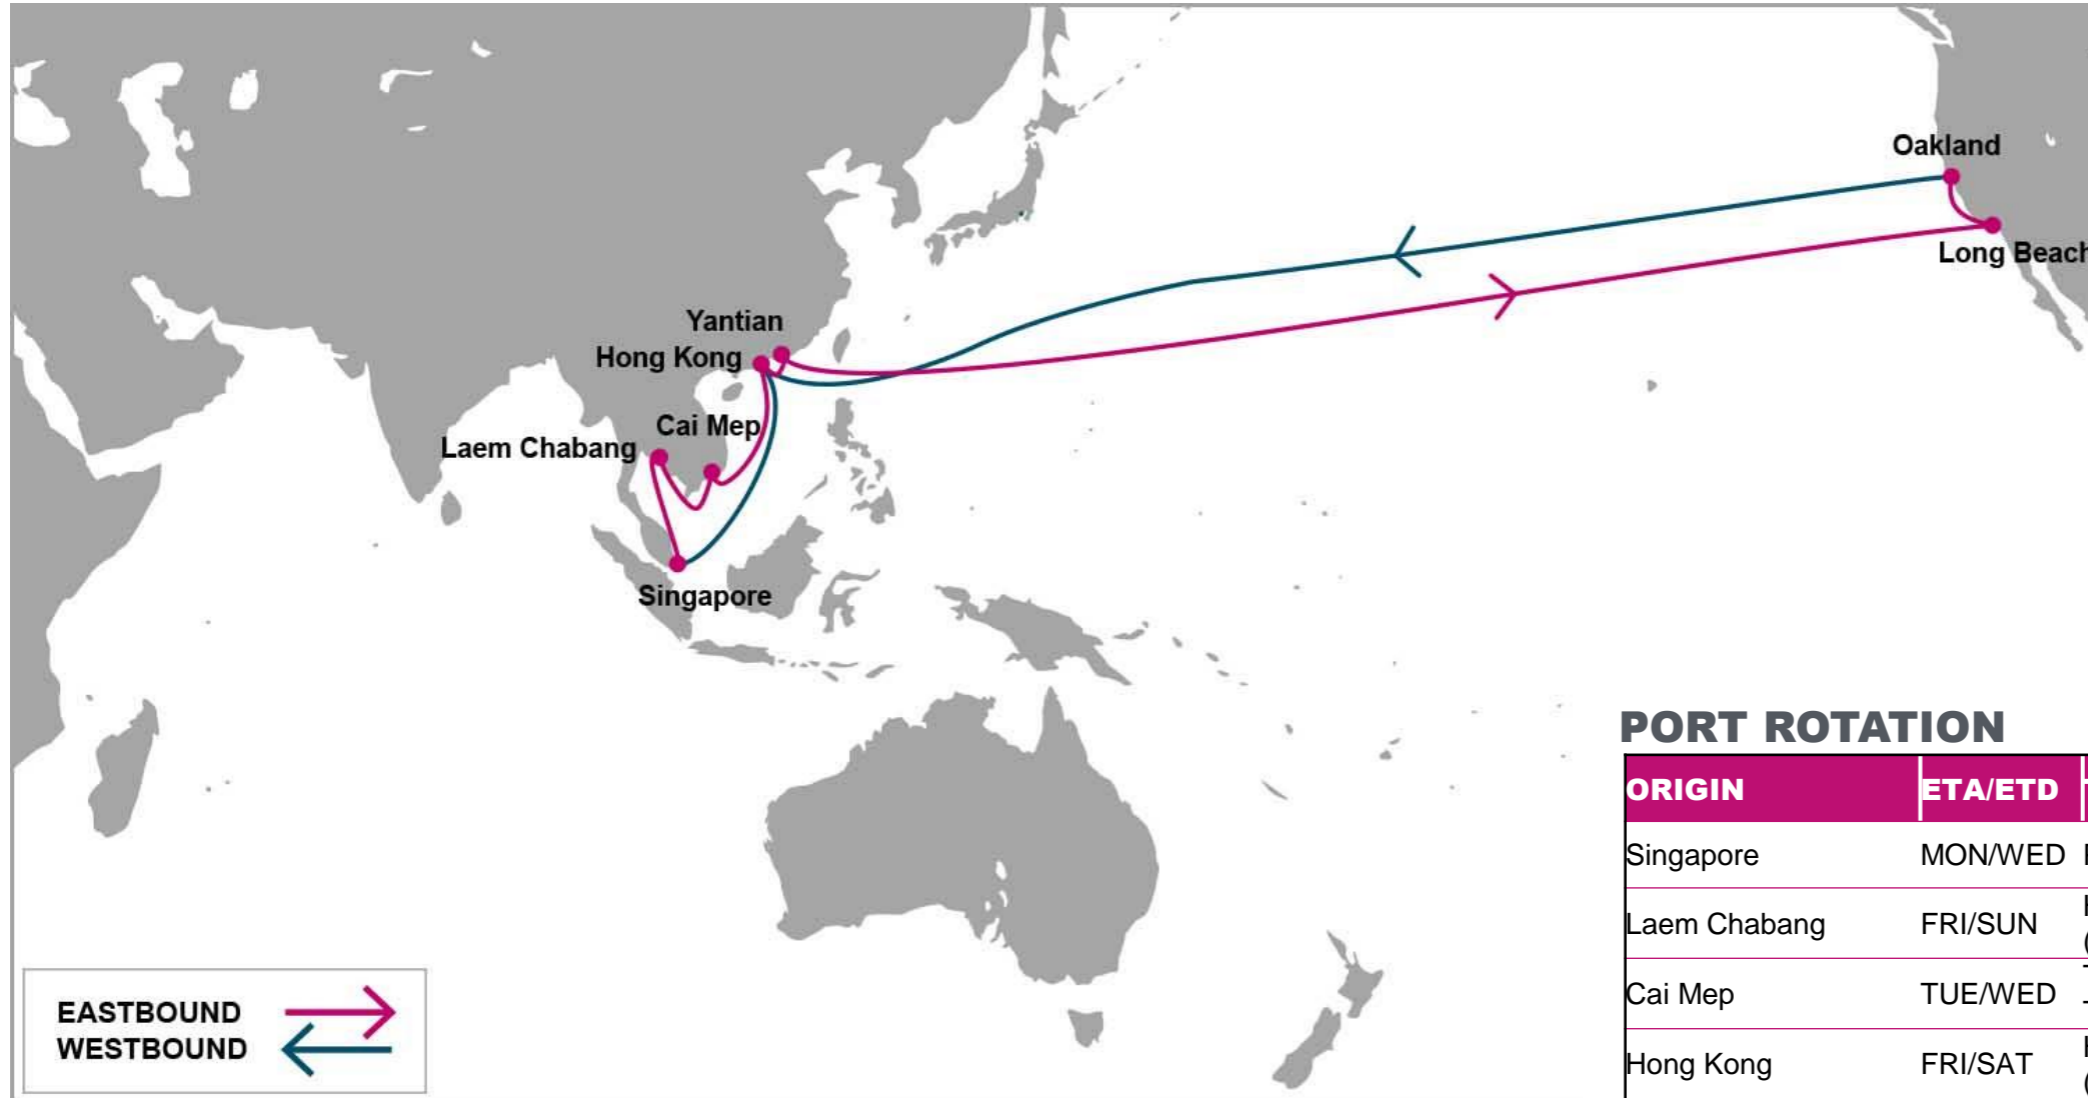 Oakland
Long Beach
Yantian
Hong Kong
Cai Mep
Laem Chabang
Singapore
PORT ROTATION
ORIGIN ETA/ETD
Singapore MON/WED
Laem Chabang FRI/SUN
Cai Mep TUE/WED
Hong Kong FRI/SAT
EASTBOUND
WESTBOUND